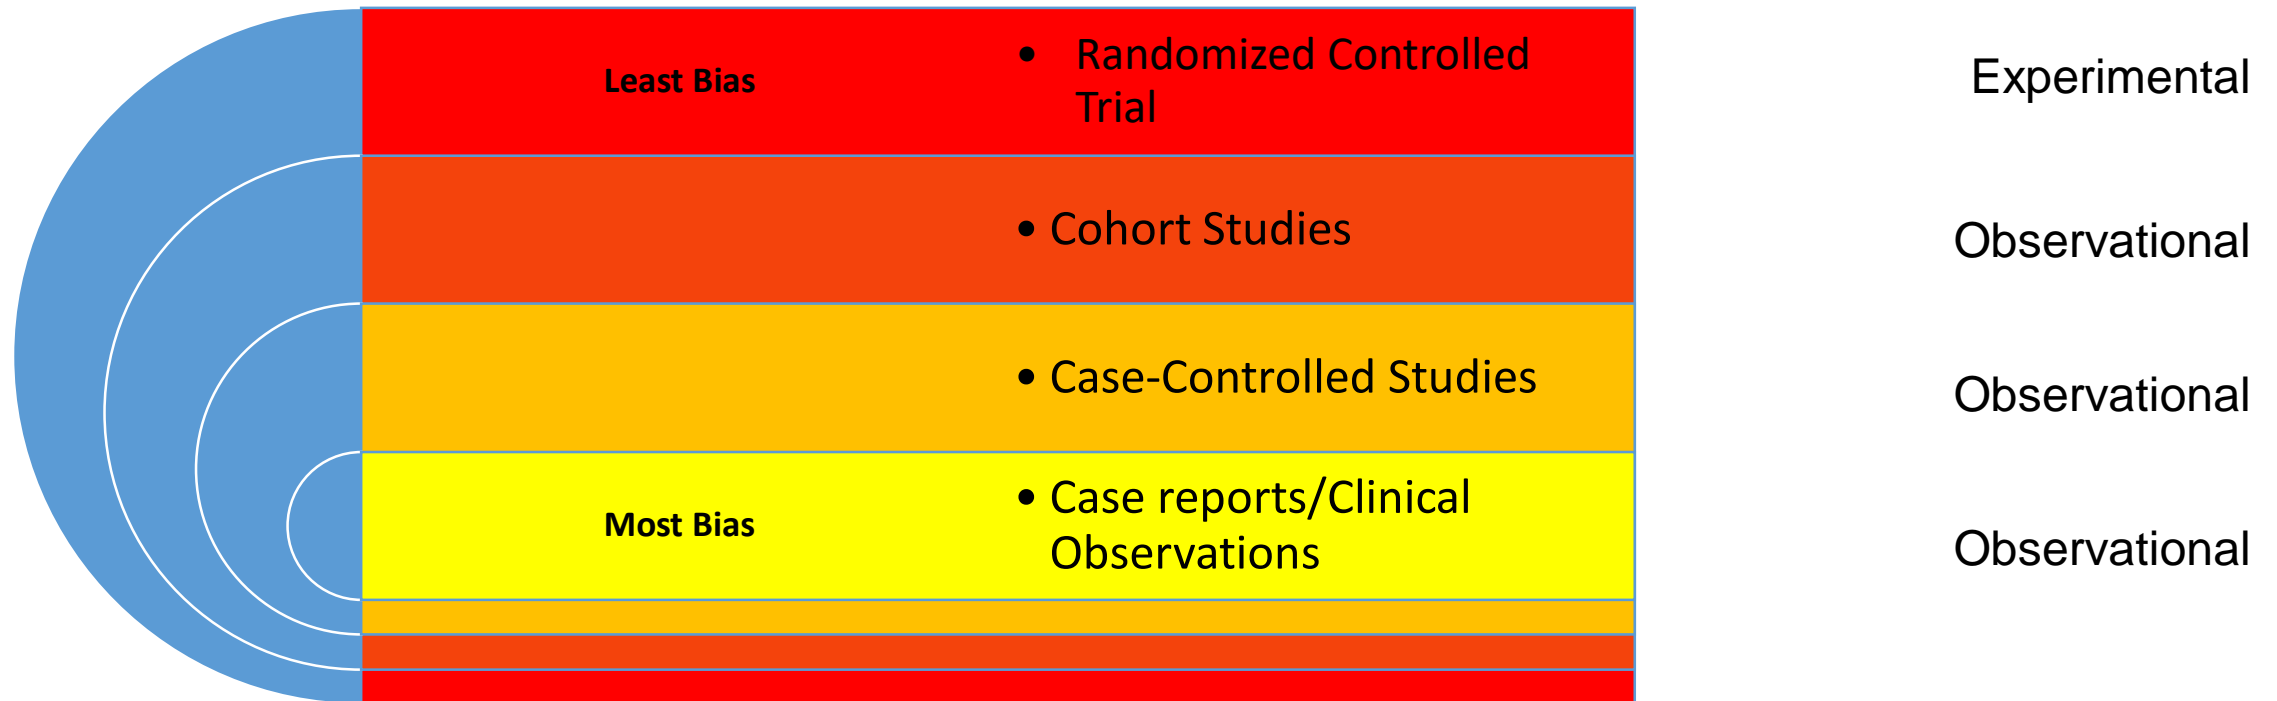 Least Bias
• Randomized Controlled
Trial
Experimental
• Cohort Studies
Observational
• Case-Controlled Studies
Observational
Most Bias
• Case reports/Clinical
Observations
Observational